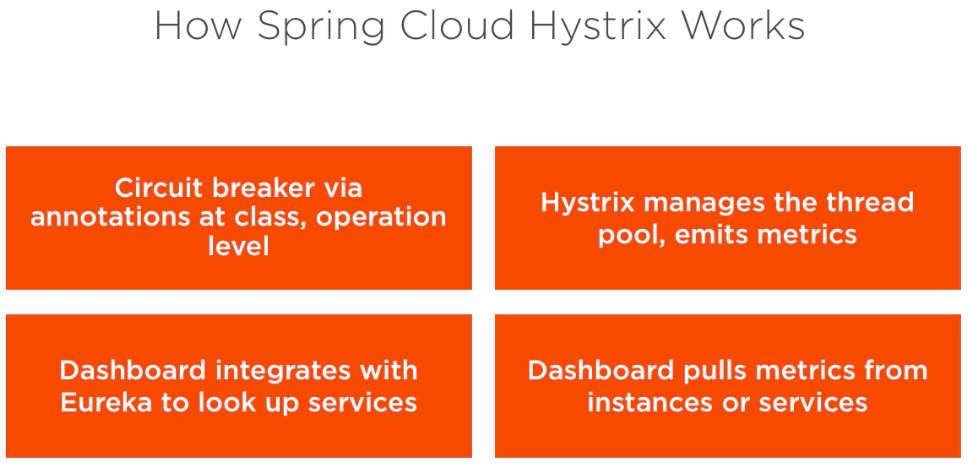 How Spring Cloud Hystrix Works
Circuit breaker via
annotations at class, operation
level
Hystrix manages the thread
pool, emits metrics
Dashboard integrates with
Eureka to look up services
Dashboard pulls metrics from
instances or services